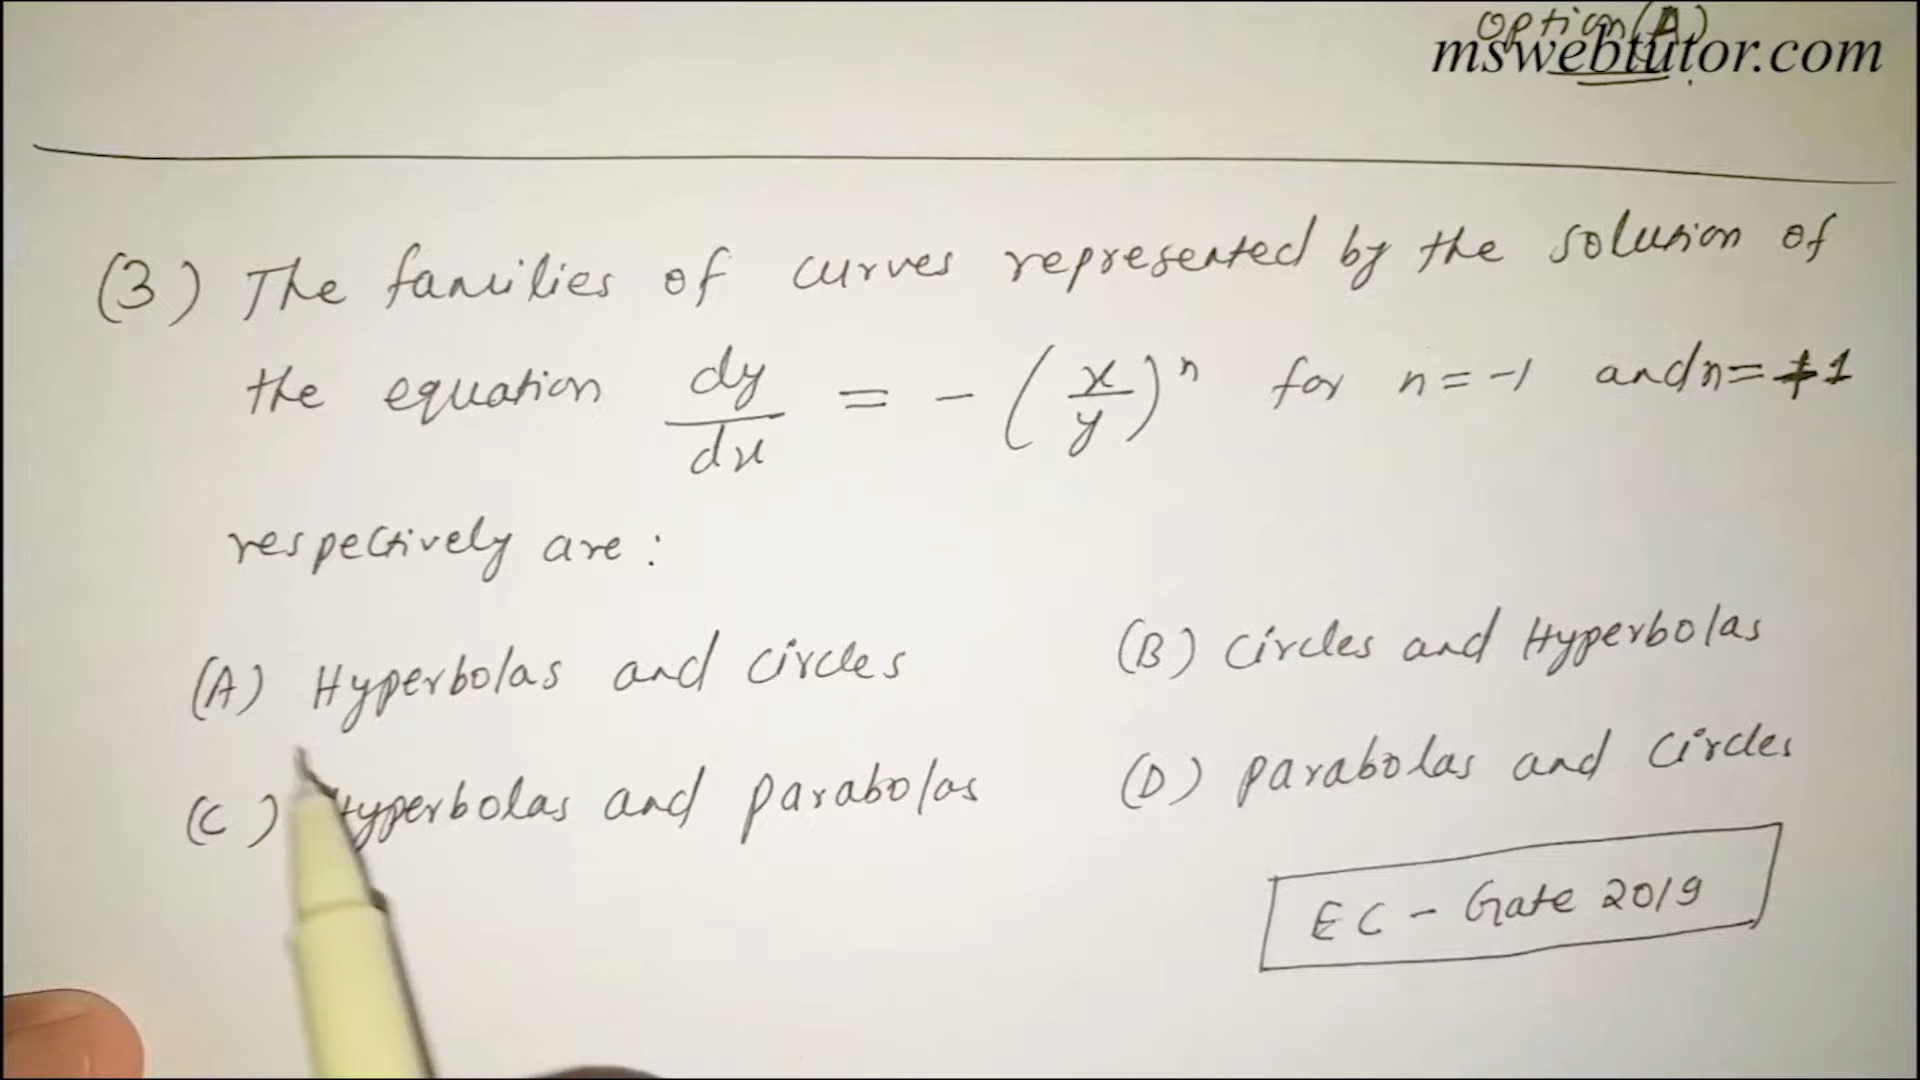 option (A)
mswebtutor.com
(3) The families of curves represented by the solution of
the equation dy/dx = - (x/y)^n for n = -1 and n = +1
respectively are :
(A) Hyperbolas and circles
(B) Circles and Hyperbolas
(C) Hyperbolas and parabolas
(D) parabolas and circles
EC - Gate 2019